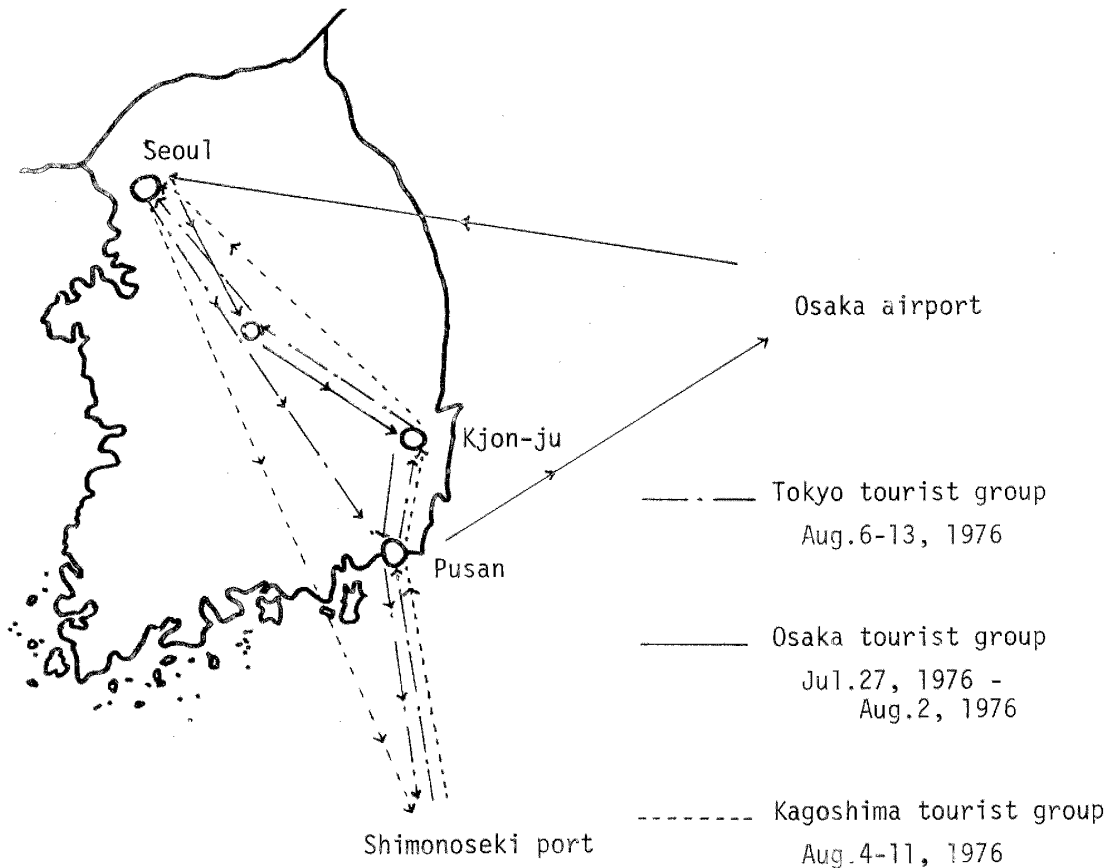 Seoul
Osaka airport
Kjon-ju
Pusan
Shimonoseki port
Tokyo tourist group
Aug.6-13, 1976
Osaka tourist group
Jul.27, 1976 -
Aug.2, 1976
Kagoshima tourist group
Aug.4-11, 1976